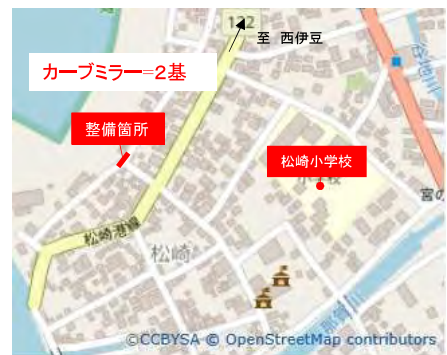 122
至 西伊豆
カーブミラー=2基
整備箇所
松崎小学校
宮の
松崎港線
松崎
©CCBYSA © OpenStreetMap contributors